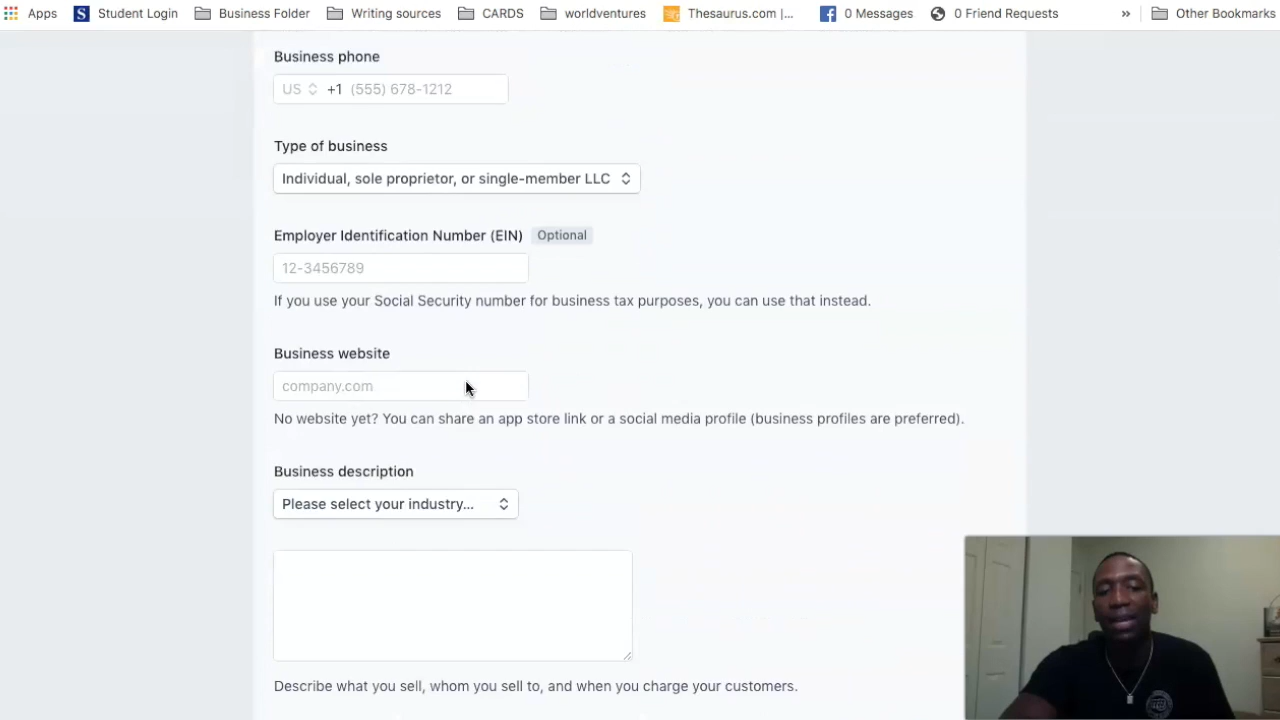 Apps Student Login Business Folder Writing sources CARDS worldventures Thesaurus.com |... 0 Messages 0 Friend Requests » Other Bookmarks
Business phone
US +1 (555) 678-1212
Type of business
Individual, sole proprietor, or single-member LLC
Employer Identification Number (EIN) Optional
12-3456789
If you use your Social Security number for business tax purposes, you can use that instead.
Business website
company.com
No website yet? You can share an app store link or a social media profile (business profiles are preferred).
Business description
Please select your industry...
Describe what you sell, whom you sell to, and when you charge your customers.